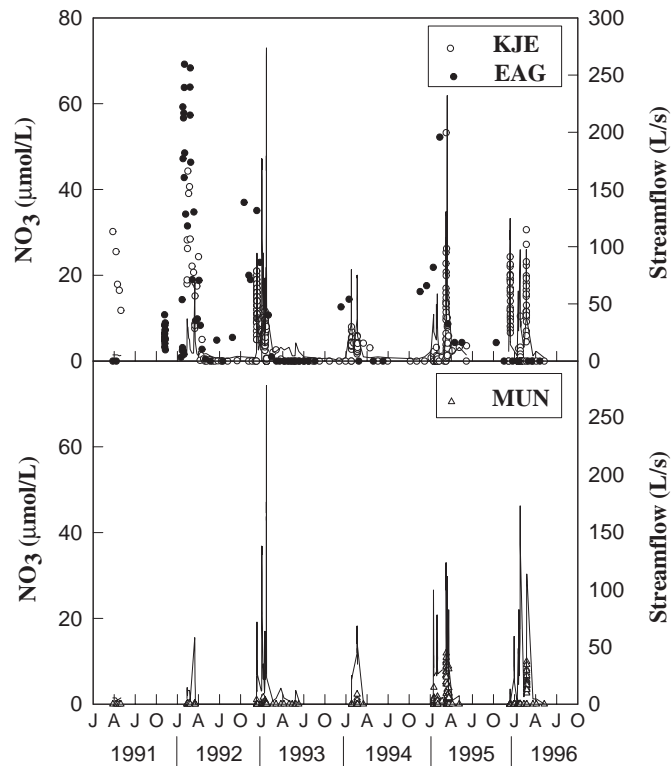 80
60
40
20
0
NO3 (μmol/L)
300
250
200
150
100
50
0
Streamflow (L/s)
KJE
EAG
60
40
20
0
NO3 (μmol/L)
250
200
150
100
50
0
Streamflow (L/s)
MUN
J A J O J A J O J A J O J A J O J A J O J A J O
1991 1992 1993 1994 1995 1996